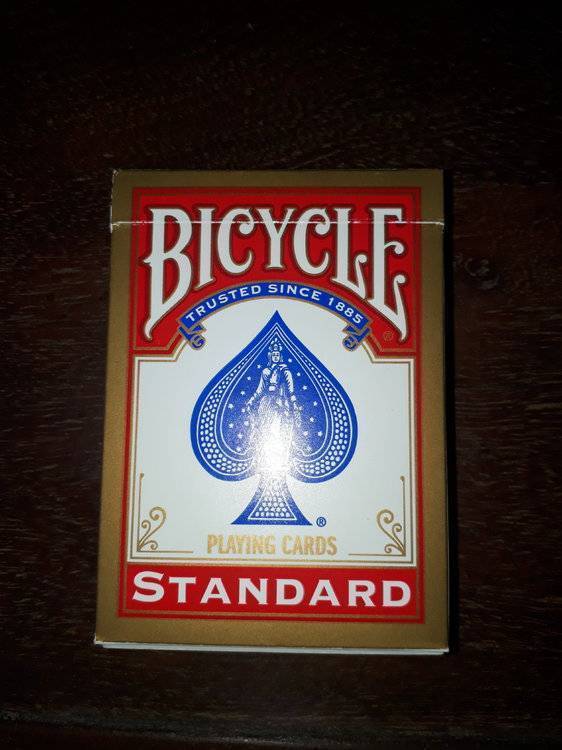 BICYCLE
®
TRUSTED SINCE 1885
®
PLAYING CARDS
STANDARD